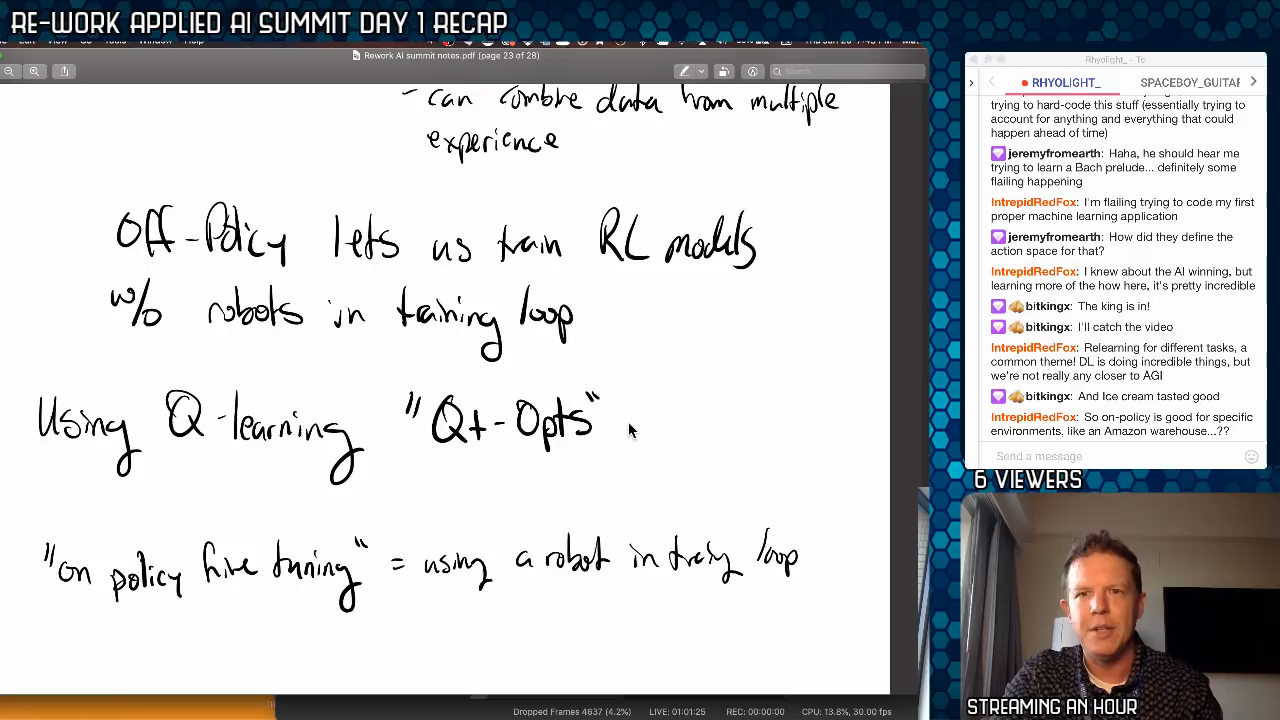 RE-WORK APPLIED AI SUMMIT DAY 1 RECAP
Rework AI summit notes.pdf (page 23 of 28)
Search
- can combine data from multiple
experience
Off-Policy lets us train RL models
w/o robots in training loop
Using Q-learning "Qt-Opts"
"on policy fine tuning" = using a robot in training loop
Rhyolight_ - Tc
RHYOLIGHT_ SPACEBOY_GUITAR
trying to hard-code this stuff (essentially trying to
account for anything and everything that could
happen ahead of time)
jeremyfromearth: Haha, he should hear me
trying to learn a Bach prelude... definitely some
flailing happening
IntrepidRedFox: I'm flailing trying to code my first
proper machine learning application
jeremyfromearth: How did they define the
action space for that?
IntrepidRedFox: I knew about the AI winning, but
learning more of the how here, it's pretty incredible
bitkingx: The king is in!
bitkingx: I'll catch the video
IntrepidRedFox: Relearning for different tasks, a
common theme! DL is doing incredible things, but
we're not really any closer to AGI
bitkingx: And Ice cream tasted good
IntrepidRedFox: So on-policy is good for specific
environments, like an Amazon warehouse...??
Send a message
6 VIEWERS
STREAMING AN HOUR
Dropped Frames 4637 (4.2%) LIVE: 01:01:25 REC: 00:00:00 CPU: 13.8%, 30.00 fps